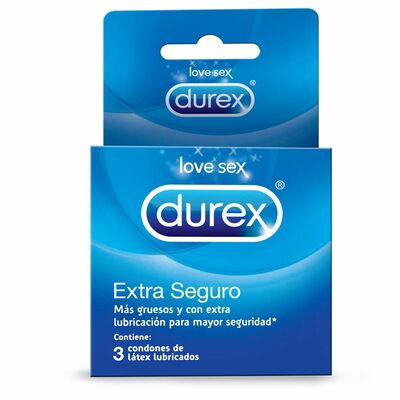 love sex
durex®
love sex
durex®
Extra Seguro
Más gruesos y con extra
lubricación para mayor seguridad*
Contiene:
3 condones de
látex lubricados